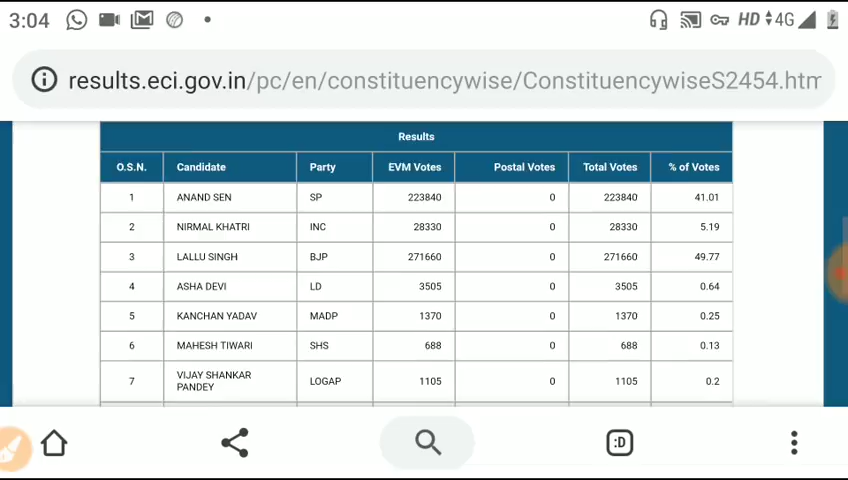 3:04 HD 4G
results.eci.gov.in/pc/en/constituencywise/ConstituencywiseS2454.htm
Results
O.S.N. Candidate Party EVM Votes Postal Votes Total Votes % of Votes
1 ANAND SEN SP 223840 0 223840 41.01
2 NIRMAL KHATRI INC 28330 0 28330 5.19
3 LALLU SINGH BJP 271660 0 271660 49.77
4 ASHA DEVI LD 3505 0 3505 0.64
5 KANCHAN YADAV MADP 1370 0 1370 0.25
6 MAHESH TIWARI SHS 688 0 688 0.13
7 VIJAY SHANKAR PANDEY LOGAP 1105 0 1105 0.2
:D